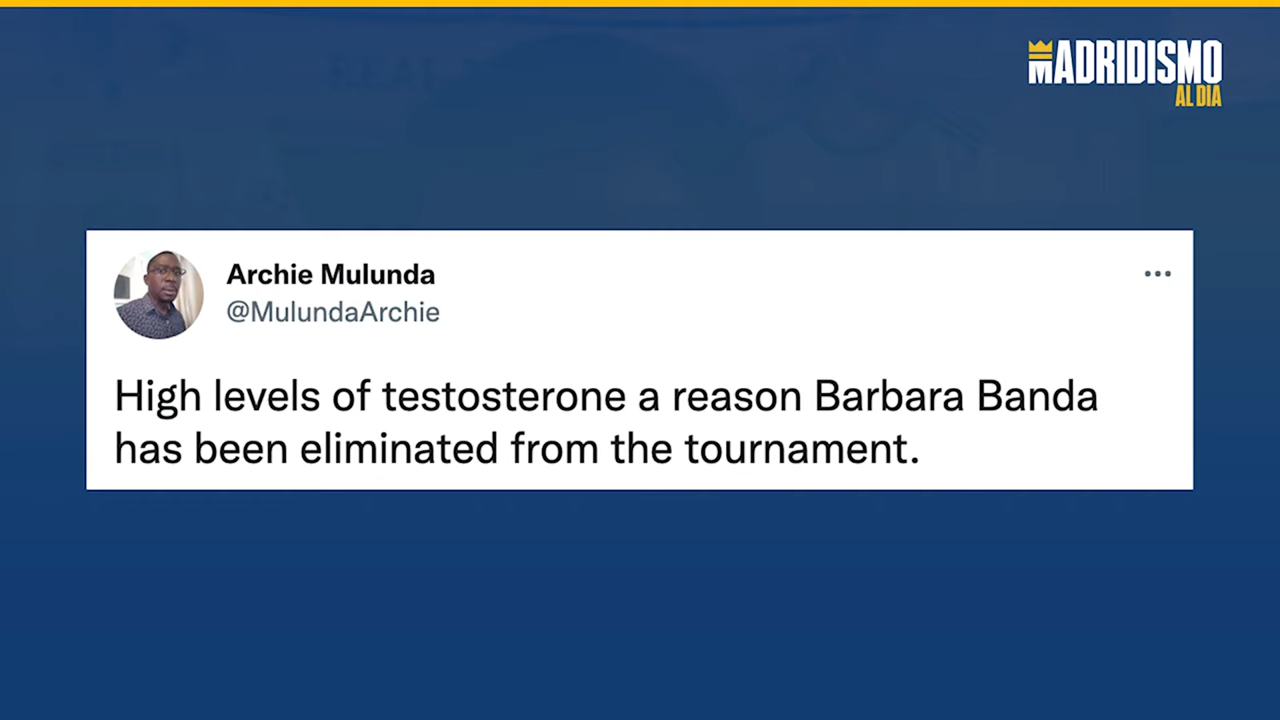 MADRIDISMO
AL DIA
Archie Mulunda
@MulundaArchie
High levels of testosterone a reason Barbara Banda
has been eliminated from the tournament.